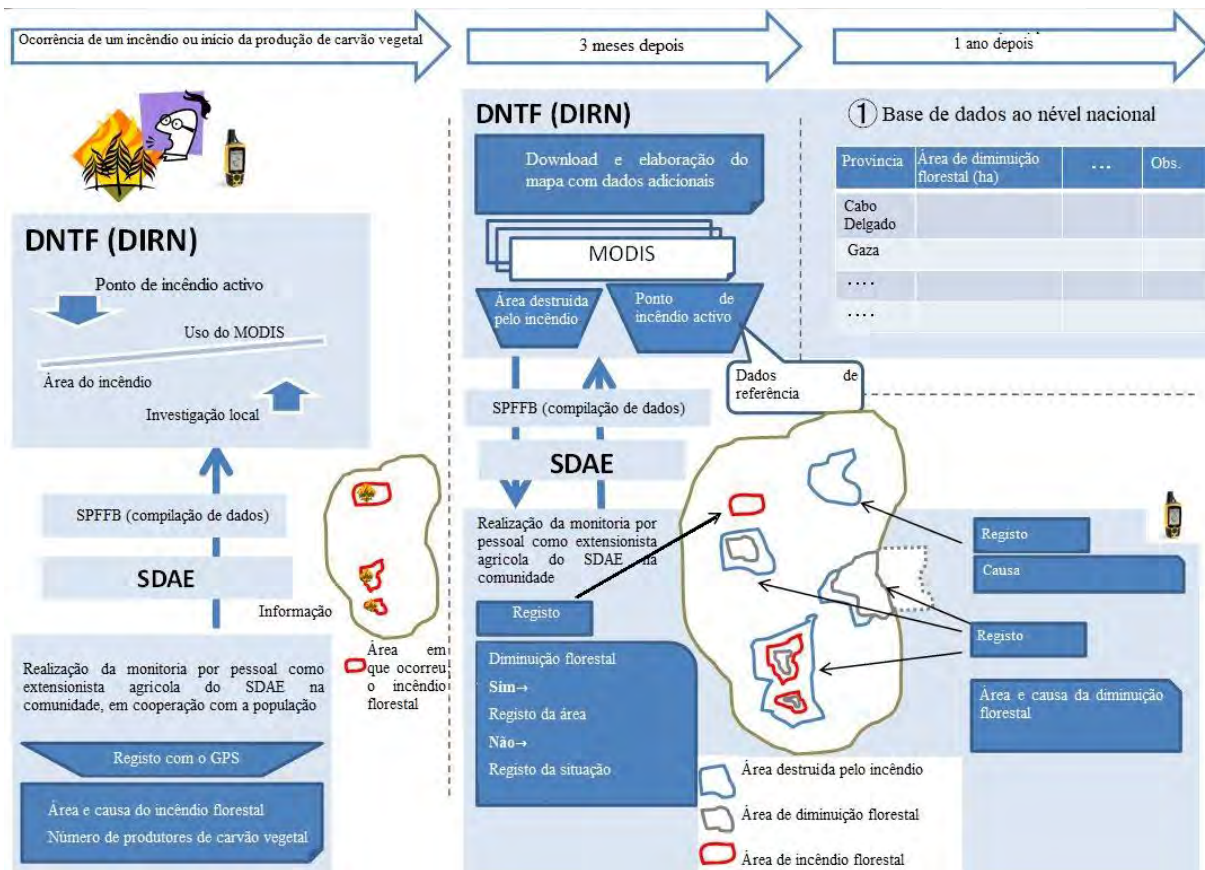 Ocorrência de um incêndio ou início da produção de carvão vegetal
3 meses depois
1 ano depois
DNTF (DIRN)
Ponto de incêndio activo
Uso do MODIS
Área do incêndio
Investigação local
SPFFB (compilação de dados)
SDAE
Informação
Área em
que ocorreu
o incêndio
florestal
Realização da monitoria por pessoal como
extensionista agricola do SDAE na
comunidade, em cooperação com a população
Registo com o GPS
Área e causa do incêndio florestal
Número de produtores de carvão vegetal
DNTF (DIRN)
Download e elaboração do
mapa com dados adicionais
MODIS
Área destruida
pelo incêndio
Ponto de
incêndio activo
Dados de
referência
SPFFB (compilação de dados)
SDAE
Realização da monitoria por
pessoal como extensionista
agricola do SDAE na
comunidade
Registo
Diminuição florestal
Sim→
Registo da área
Não→
Registo da situação
① Base de dados ao nével nacional
Provincia Área de diminuição … Obs.
florestal (ha)
Cabo
Delgado
Gaza
....
....
Registo
Causa
Registo
Área e causa da diminuição
florestal
Área destruida pelo incêndio
Área de diminuição florestal
Área de incêndio florestal